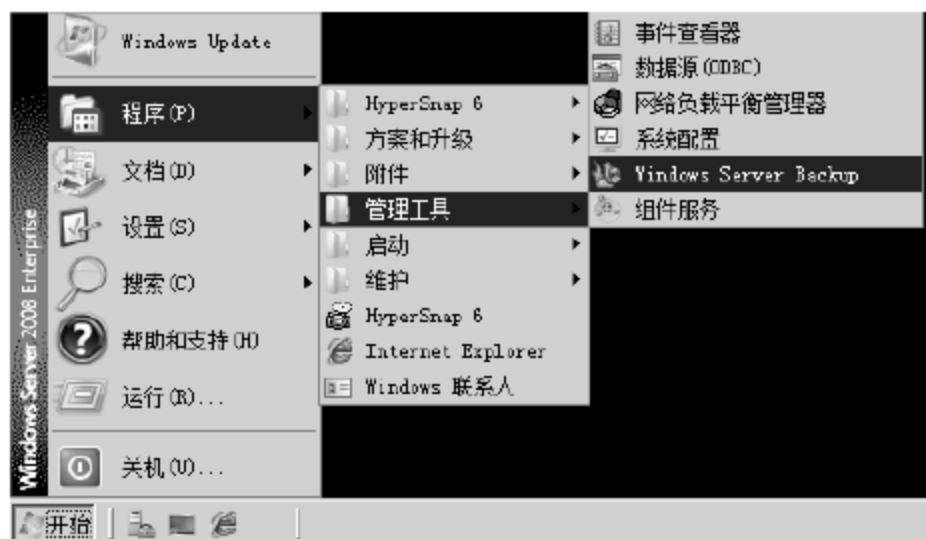 Windows Update
程序(P)
文档(D)
设置(S)
搜索(C)
帮助和支持(H)
运行(R)...
关机(U)...
Windows Server 2008 Enterprise
HyperSnap 6
方案和升级
附件
管理工具
启动
维护
HyperSnap 6
Internet Explorer
Windows 联系人
事件查看器
数据源(ODBC)
网络负载平衡管理器
系统配置
Windows Server Backup
组件服务
开始